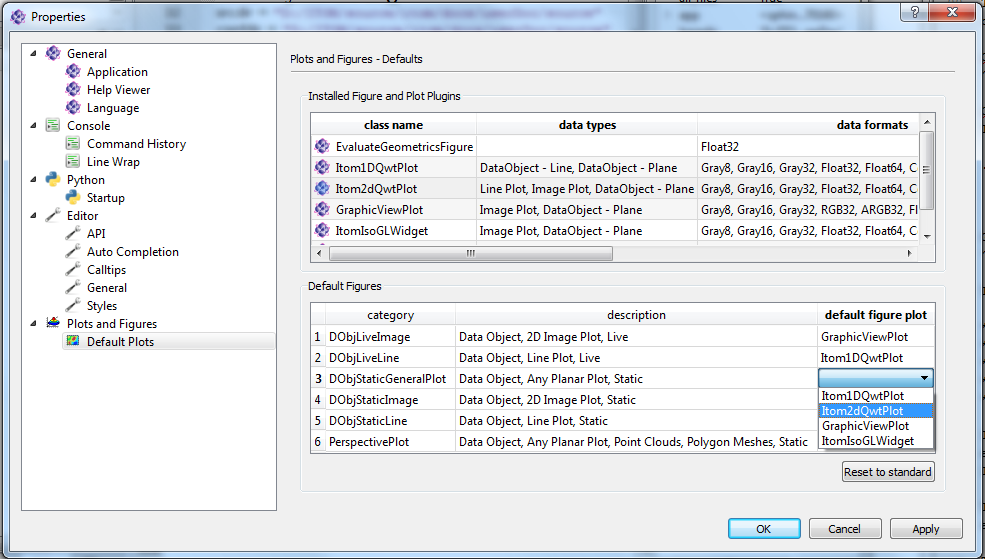 Properties
General
Application
Help Viewer
Language
Console
Command History
Line Wrap
Python
Startup
Editor
API
Auto Completion
Calltips
General
Styles
Plots and Figures
Default Plots
Plots and Figures - Defaults
Installed Figure and Plot Plugins
class name data types data formats
EvaluateGeometricsFigure Float32
Itom1DQwtPlot DataObject - Line, DataObject - Plane Gray8, Gray16, Gray32, Float32, Float64, C
Itom2dQwtPlot Line Plot, Image Plot, DataObject - Plane Gray8, Gray16, Gray32, Float32, Float64, C
GraphicViewPlot Image Plot, DataObject - Plane Gray8, Gray16, Gray32, RGB32, ARGB32, Fl
ItomIsoGLWidget Image Plot, DataObject - Plane Gray8, Gray16, Gray32, Float32, Float64, C
Default Figures
category description default figure plot
1 DObjLiveImage Data Object, 2D Image Plot, Live GraphicViewPlot
2 DObjLiveLine Data Object, Line Plot, Live Itom1DQwtPlot
3 DObjStaticGeneralPlot Data Object, Any Planar Plot, Static
4 DObjStaticImage Data Object, 2D Image Plot, Static
5 DObjStaticLine Data Object, Line Plot, Static
6 PerspectivePlot Data Object, Any Planar Plot, Point Clouds, Polygon Meshes, Static
Itom1DQwtPlot
Itom2dQwtPlot
GraphicViewPlot
ItomIsoGLWidget
Reset to standard
OK Cancel Apply